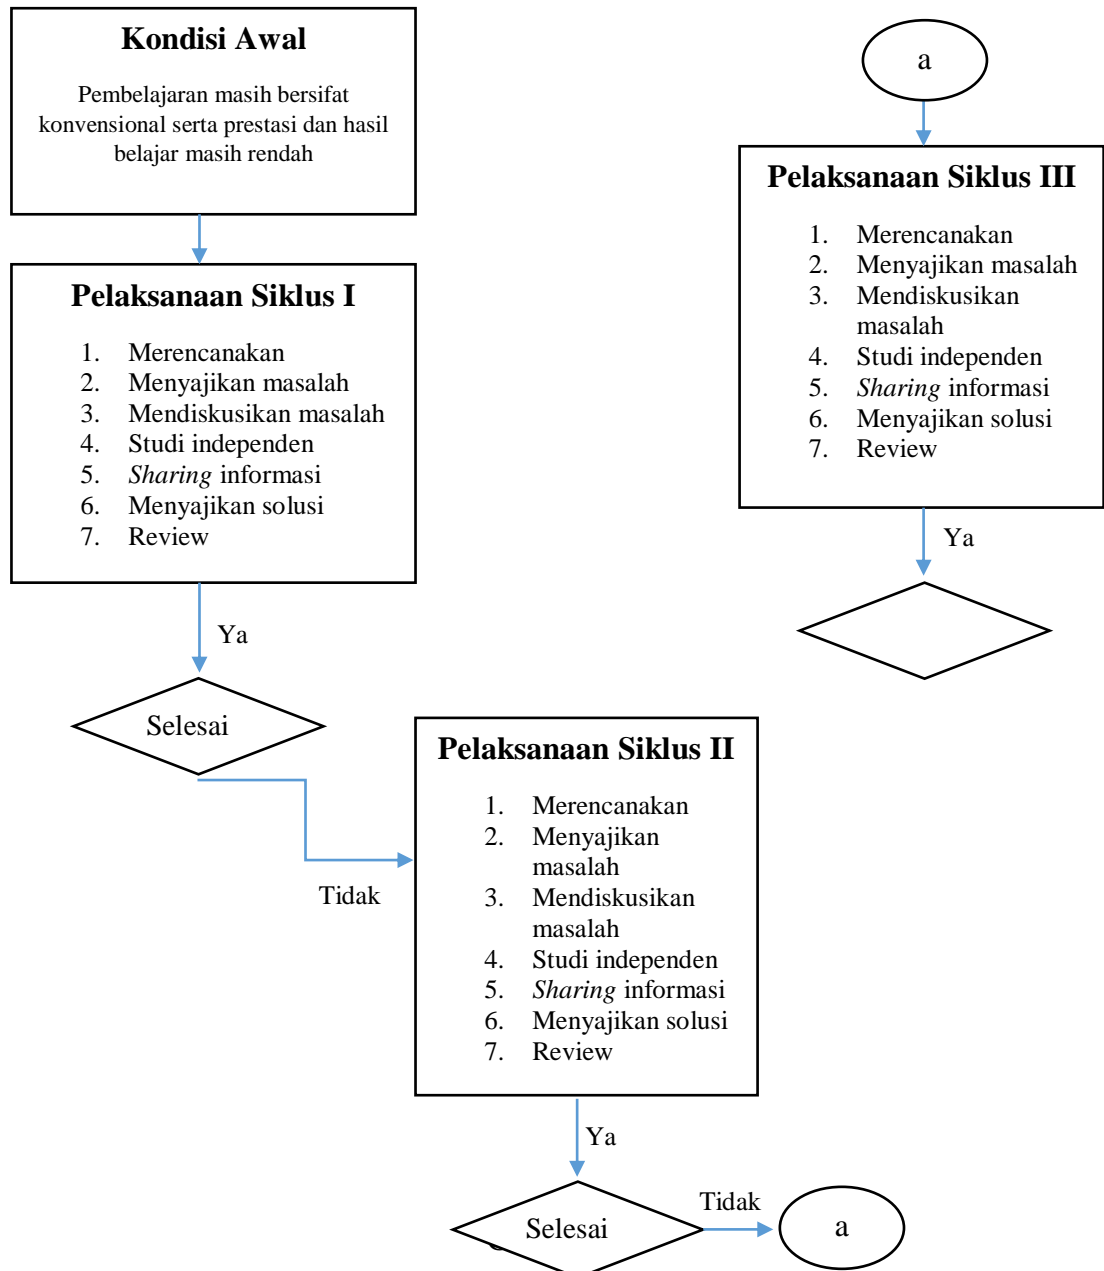 Kondisi Awal
Pembelajaran masih bersifat
konvensional serta prestasi dan hasil
belajar masih rendah
Pelaksanaan Siklus I
1. Merencanakan
2. Menyajikan masalah
3. Mendiskusikan masalah
4. Studi independen
5. Sharing informasi
6. Menyajikan solusi
7. Review
Ya
Selesai
Tidak
Pelaksanaan Siklus II
1. Merencanakan
2. Menyajikan
masalah
3. Mendiskusikan
masalah
4. Studi independen
5. Sharing informasi
6. Menyajikan solusi
7. Review
Ya
Selesai
Tidak
a
a
Pelaksanaan Siklus III
1. Merencanakan
2. Menyajikan masalah
3. Mendiskusikan
masalah
4. Studi independen
5. Sharing informasi
6. Menyajikan solusi
7. Review
Ya